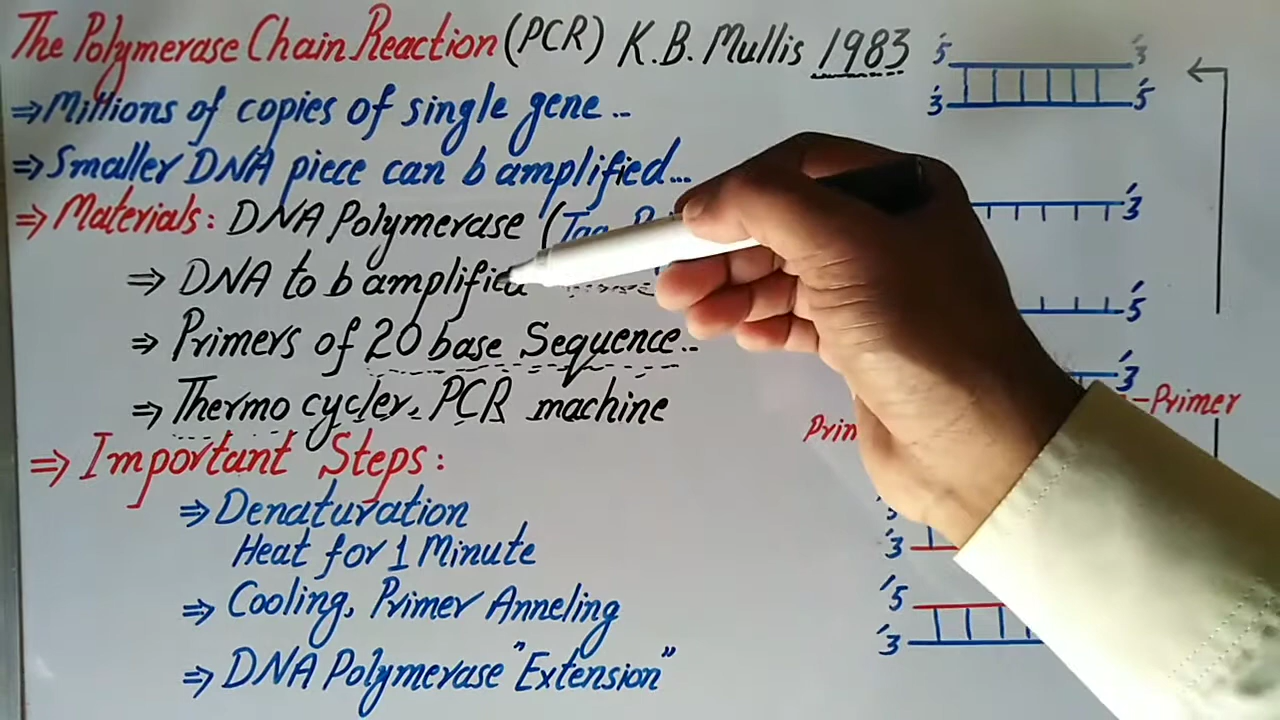 The Polymerase Chain Reaction (PCR) K.B. Mullis 1983
⇒ Millions of copies of single gene..
⇒ Smaller DNA piece can b amplified...
⇒ Materials: DNA Polymerase (Taq
⇒ DNA to b amplified
⇒ Primers of 20 base Sequence..
⇒ Thermo cycler, PCR machine
⇒ Important Steps:
⇒ Denaturation
Heat for 1 Minute
⇒ Cooling, Primer Anneling
⇒ DNA Polymerase "Extension"
'5 '3
'3 '5
'3
'5
'3
-Primer
'3
'5
'3